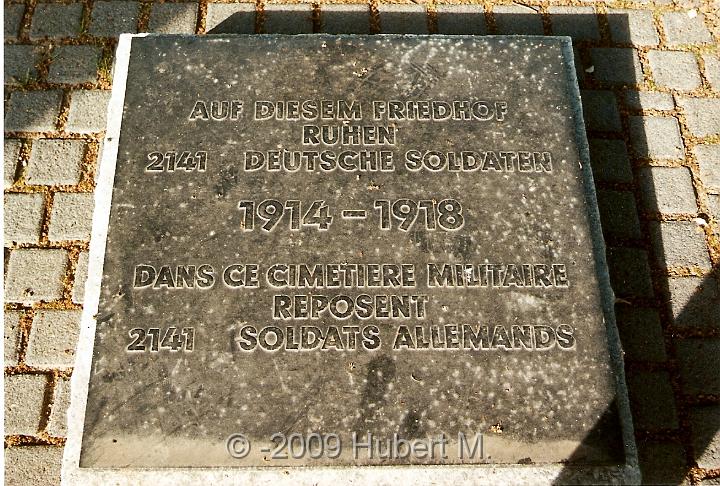 AUF DIESEM FRIEDHOF
RUHEN
2141 DEUTSCHE SOLDATEN
1914-1918
DANS CE CIMETIERE MILITAIRE
REPOSENT
2141 SOLDATS ALLEMANDS
© -2009 Hubert M.